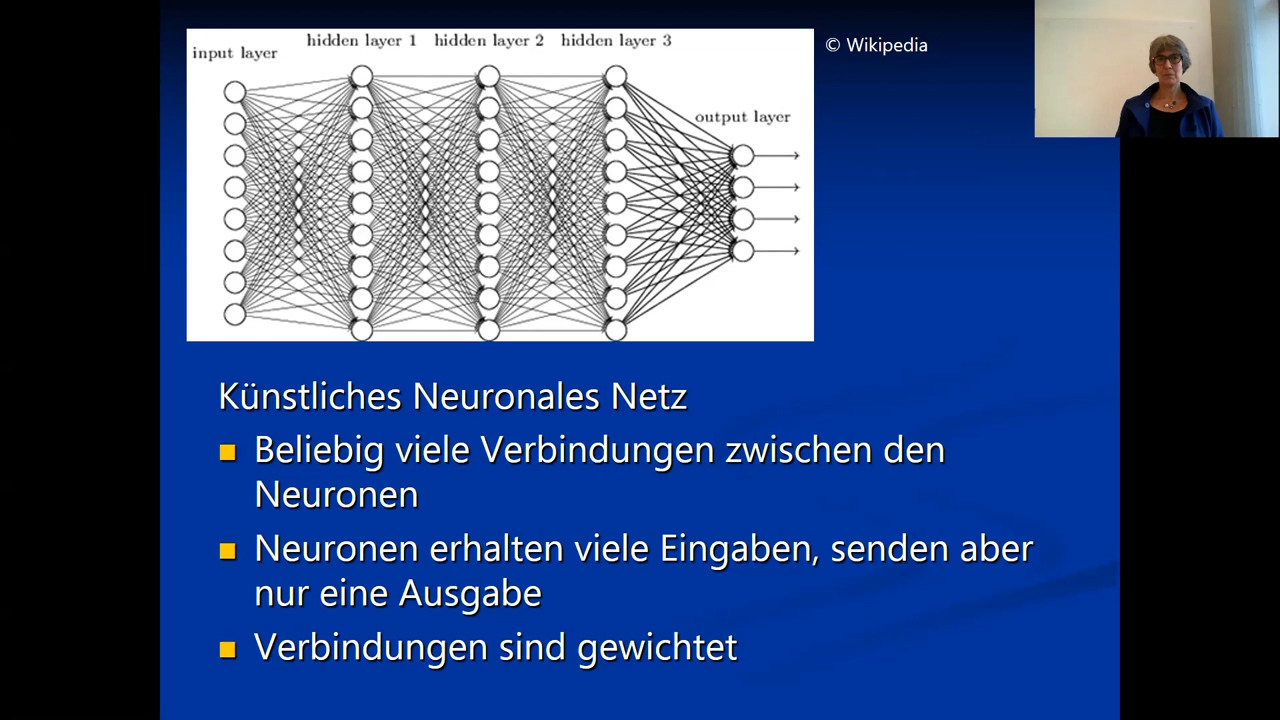 input layer
hidden layer 1 hidden layer 2 hidden layer 3
output layer
© Wikipedia
Künstliches Neuronales Netz
Beliebig viele Verbindungen zwischen den
Neuronen
Neuronen erhalten viele Eingaben, senden aber
nur eine Ausgabe
Verbindungen sind gewichtet